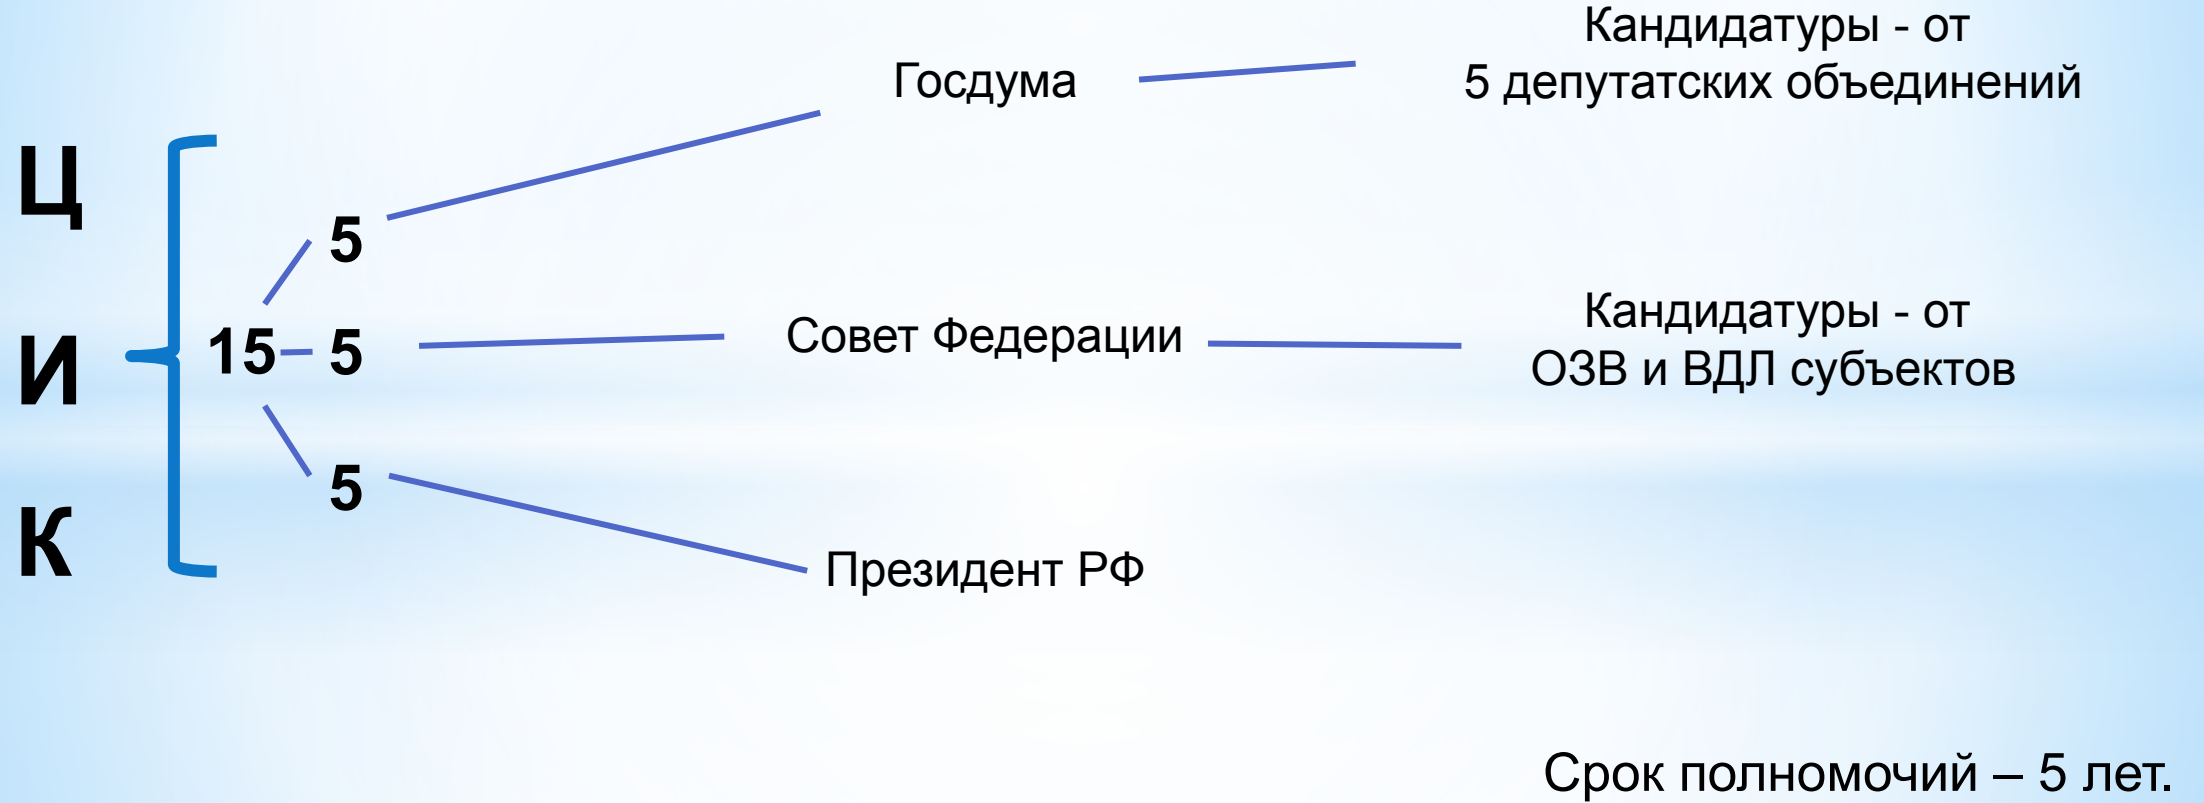 Ц
И
К
15
5
5
5
Госдума
Кандидатуры - от
5 депутатских объединений
Совет Федерации
Кандидатуры - от
ОЗВ и ВДЛ субъектов
Президент РФ
Срок полномочий – 5 лет.